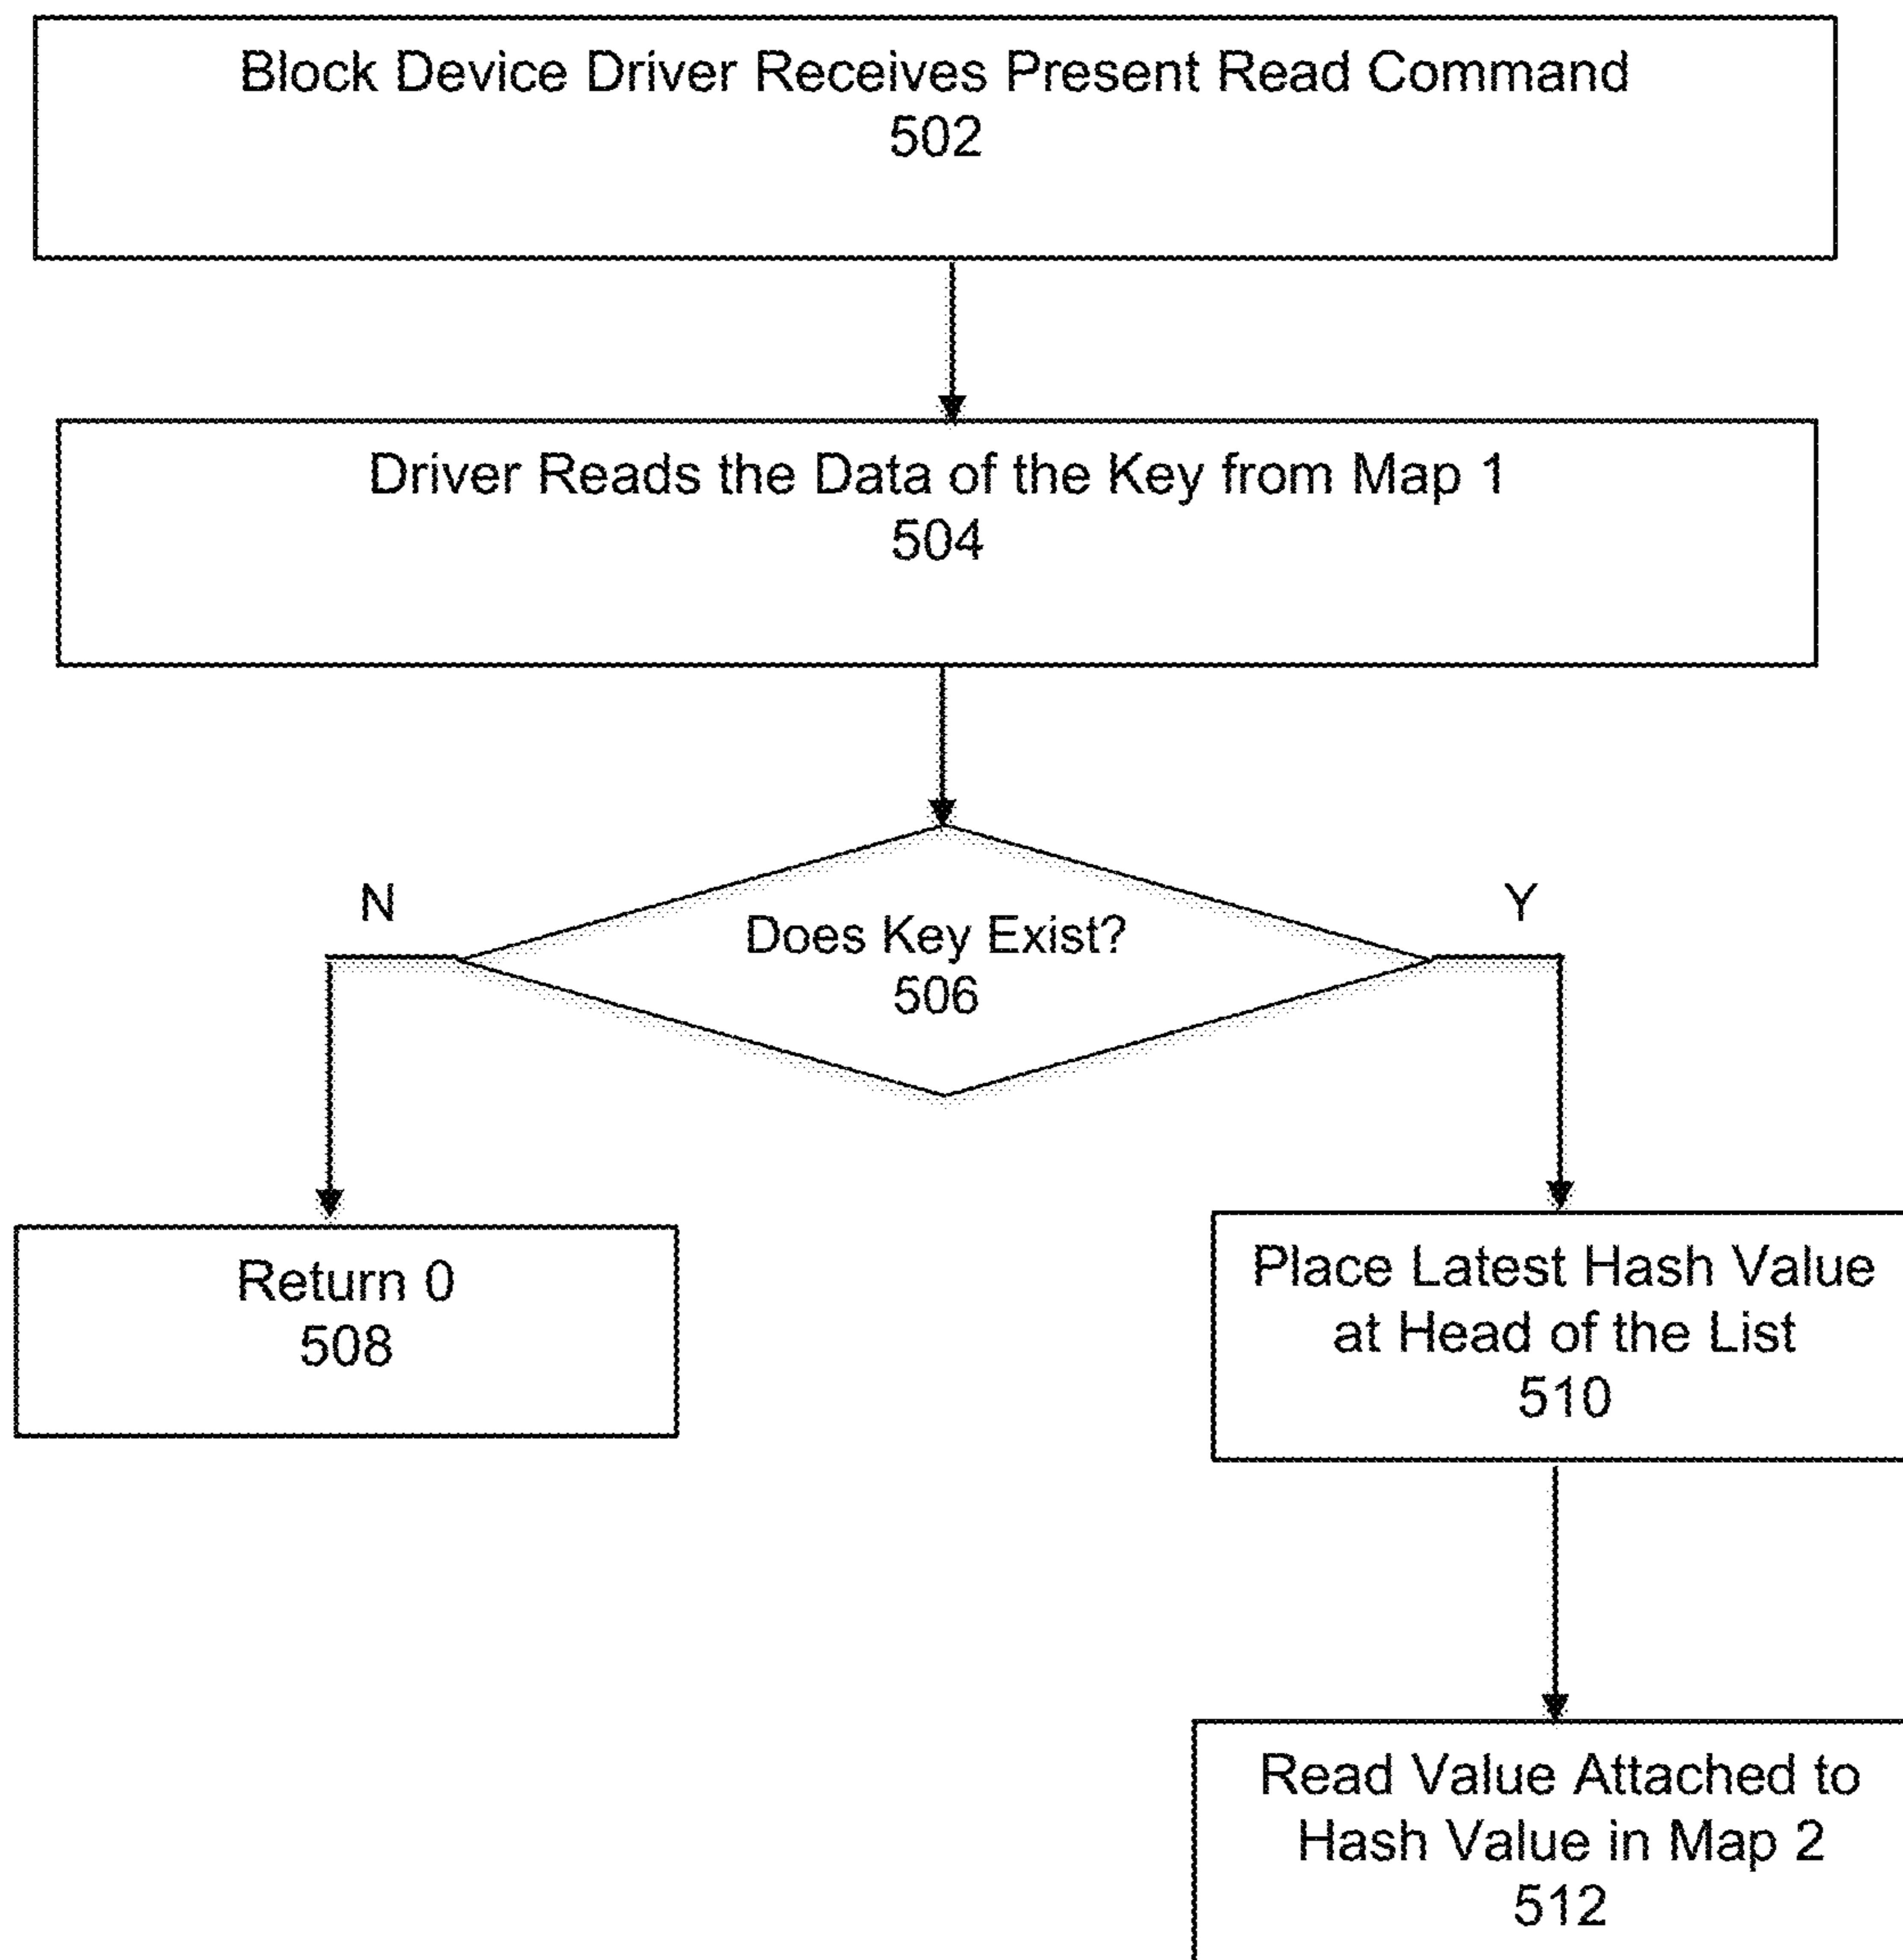 Block Device Driver Receives Present Read Command
502
Driver Reads the Data of the Key from Map 1
504
N
Y
Does Key Exist?
506
Return 0
508
Place Latest Hash Value
at Head of the List
510
Read Value Attached to
Hash Value in Map 2
512